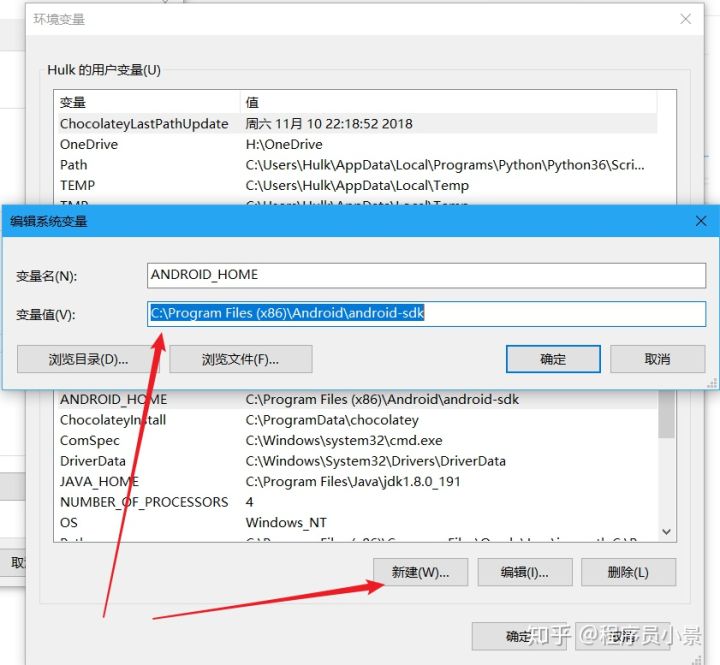 环境变量
Hulk 的用户变量(U)
变量 值
ChocolateyLastPathUpdate 周六 11月 10 22:18:52 2018
OneDrive H:\OneDrive
Path C:\Users\Hulk\AppData\Local\Programs\Python\Python36\Scri...
TEMP C:\Users\Hulk\AppData\Local\Temp
TMP C:\Users\Hulk\AppData\Local\Temp
编辑系统变量
变量名(N): ANDROID_HOME
变量值(V): C:\Program Files (x86)\Android\android-sdk
浏览目录(D)... 浏览文件(F)... 确定 取消
ANDROID_HOME C:\Program Files (x86)\Android\android-sdk
ChocolateyInstall C:\ProgramData\chocolatey
ComSpec C:\Windows\system32\cmd.exe
DriverData C:\Windows\System32\Drivers\DriverData
JAVA_HOME C:\Program Files\Java\jdk1.8.0_191
NUMBER_OF_PROCESSORS 4
OS Windows_NT
Path
取
新建(W)... 编辑(I)... 删除(L)
确定 取消
知乎 @程序员小景